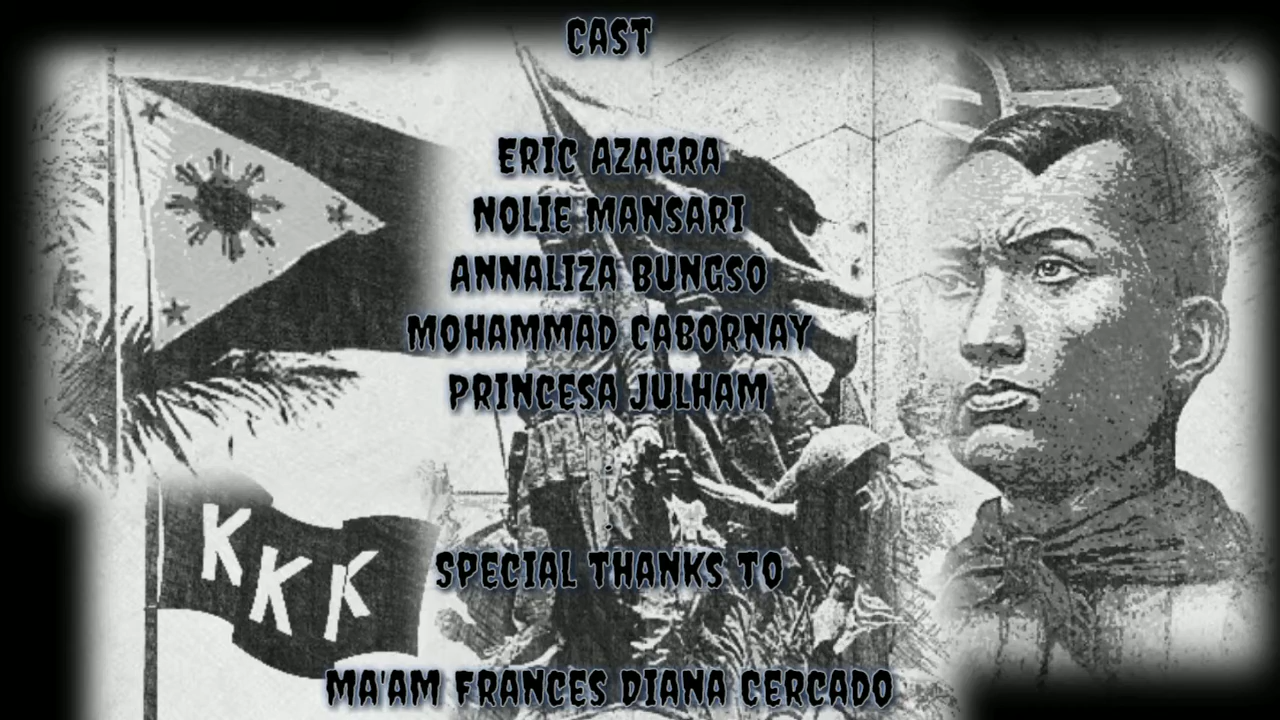 CAST
ERIC AZAGRA
NOLIE MANSARI
ANNALIZA BUNGSO
MOHAMMAD CABORNAY
PRINCESA JULHAM
.
.
SPECIAL THANKS TO
MA'AM FRANCES DIANA CERCADO
K K K